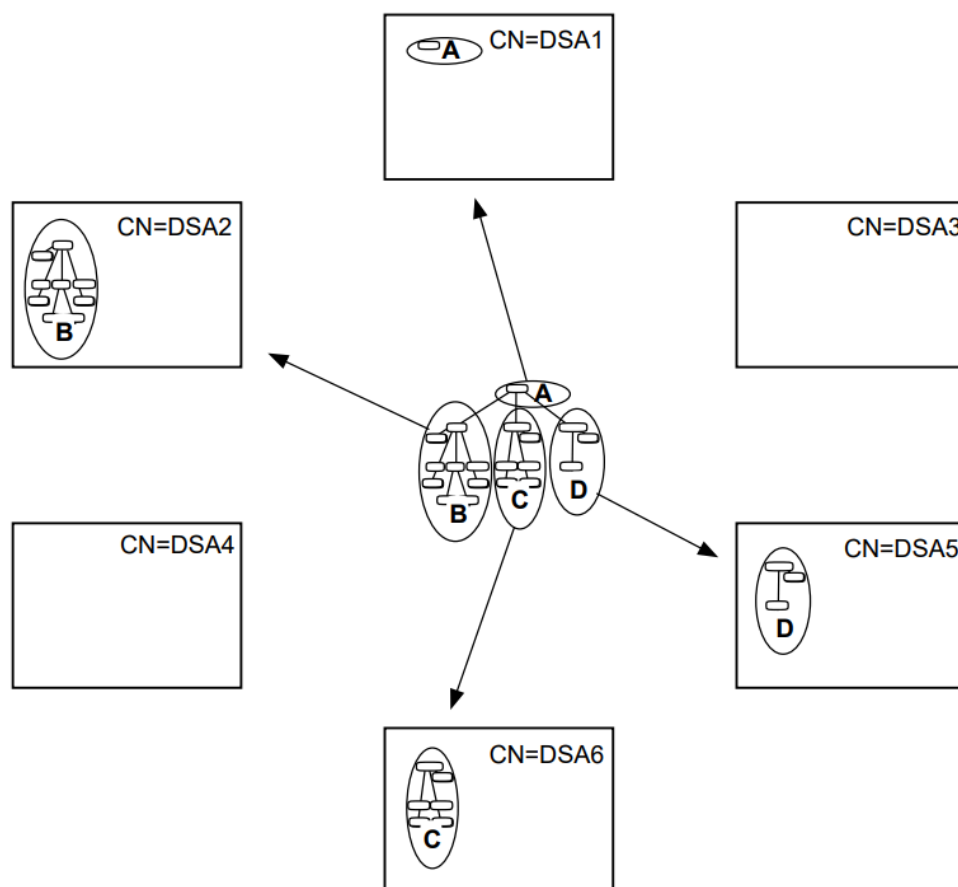 A CN=DSA1
CN=DSA2
B
CN=DSA3
A
B C D
CN=DSA4
CN=DSA5
D
CN=DSA6
C